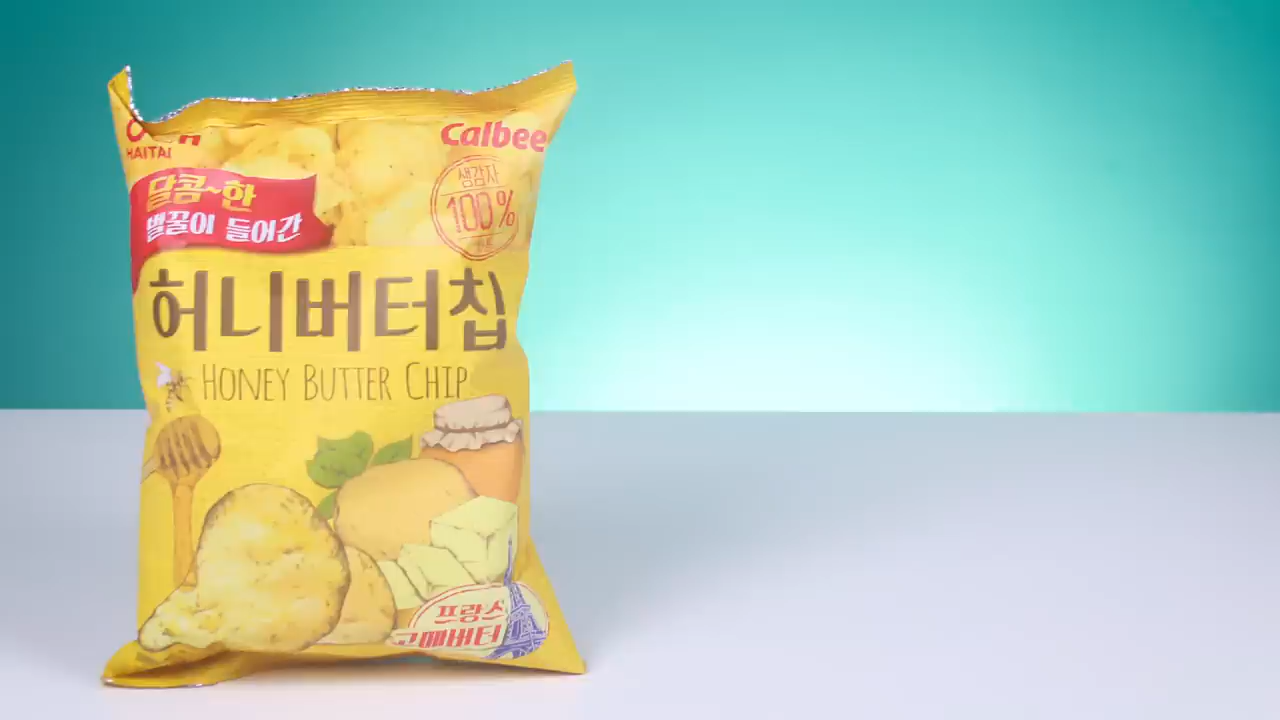 HAITAI
Calbee
달콤~한
벌꿀이 들어간
생감자
100%
허니버터칩
HONEY BUTTER CHIP
프랑스
고메버터